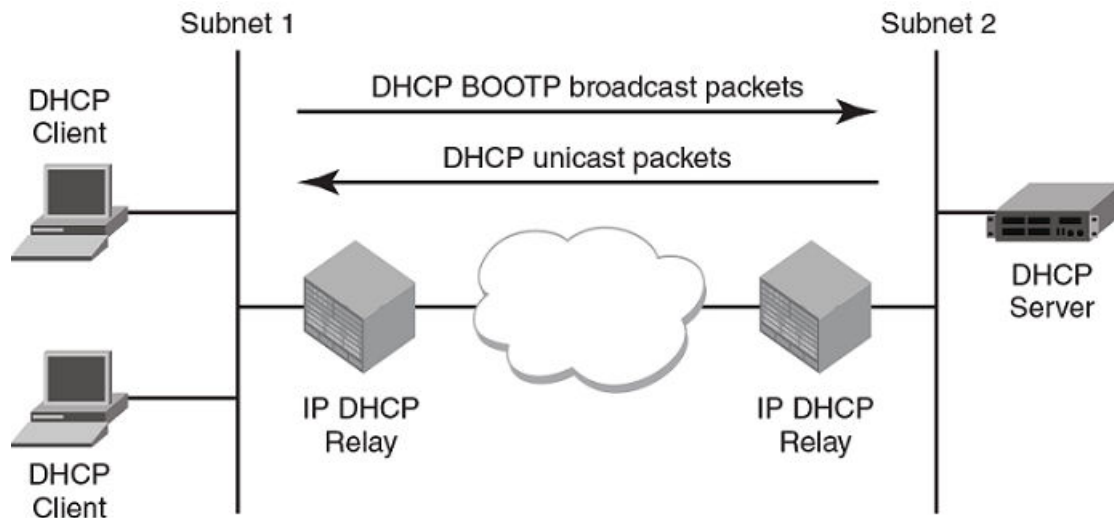 Subnet 1
Subnet 2
DHCP
Client
DHCP BOOTP broadcast packets
DHCP unicast packets
DHCP
Server
IP DHCP
Relay
IP DHCP
Relay
DHCP
Client